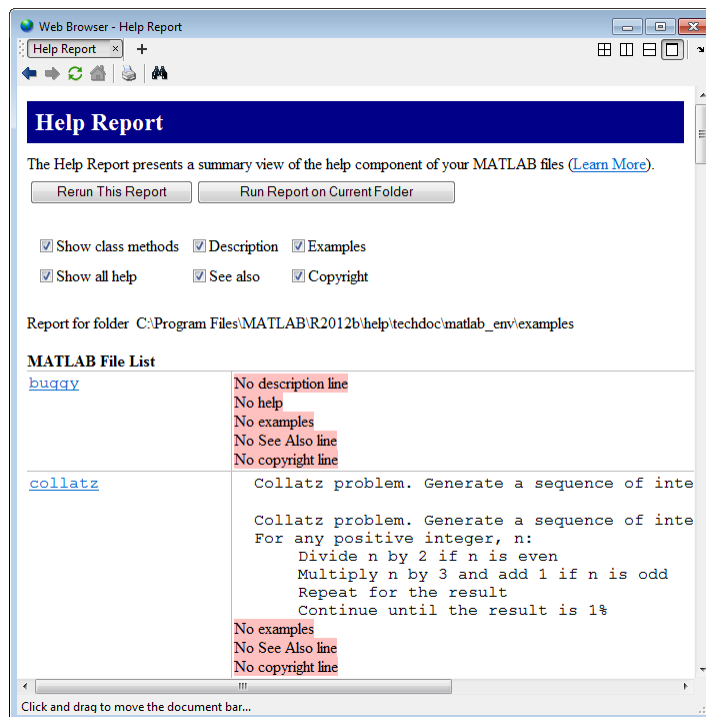 Web Browser - Help Report
Help Report
Help Report
The Help Report presents a summary view of the help component of your MATLAB files (Learn More).
Rerun This Report Run Report on Current Folder
Show class methods Description Examples
Show all help See also Copyright
Report for folder C:\Program Files\MATLAB\R2012b\help\techdoc\matlab_env\examples
MATLAB File List
buggy No description line
No help
No examples
No See Also line
No copyright line
collatz Collatz problem. Generate a sequence of inte
Collatz problem. Generate a sequence of inte
For any positive integer, n:
Divide n by 2 if n is even
Multiply n by 3 and add 1 if n is odd
Repeat for the result
Continue until the result is 1%
No examples
No See Also line
No copyright line
Click and drag to move the document bar...